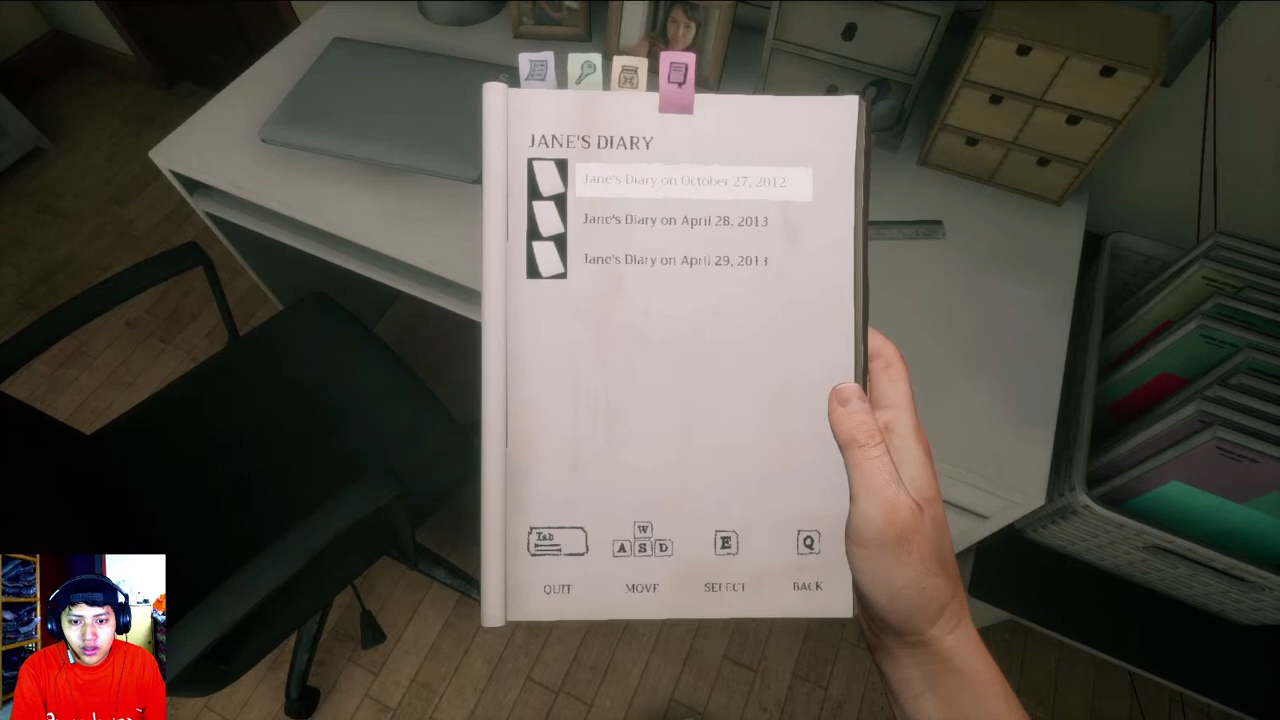 JANE'S DIARY
Jane's Diary on October 27, 2012
Jane's Diary on April 28, 2013
Jane's Diary on April 29, 2013
Tab
W
A S D
E
Q
QUIT
MOVE
SELECT
BACK